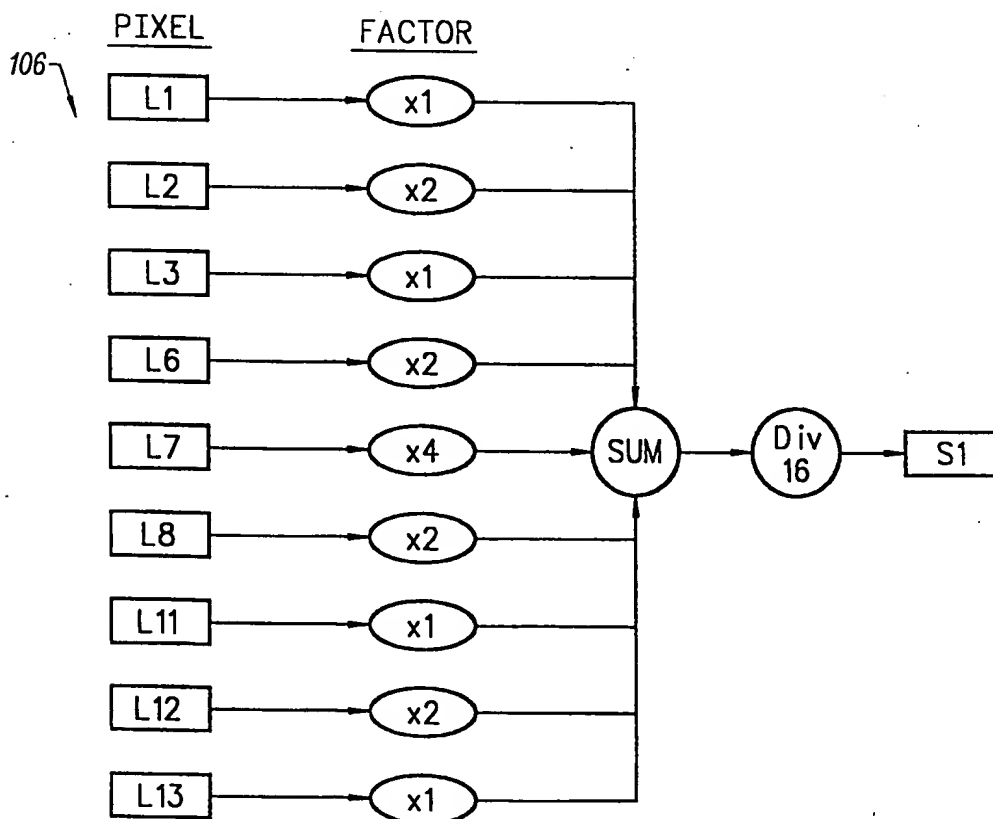 PIXEL FACTOR
106
L1 x1
L2 x2
L3 x1
L6 x2
L7 x4 SUM Div 16 S1
L8 x2
L11 x1
L12 x2
L13 x1